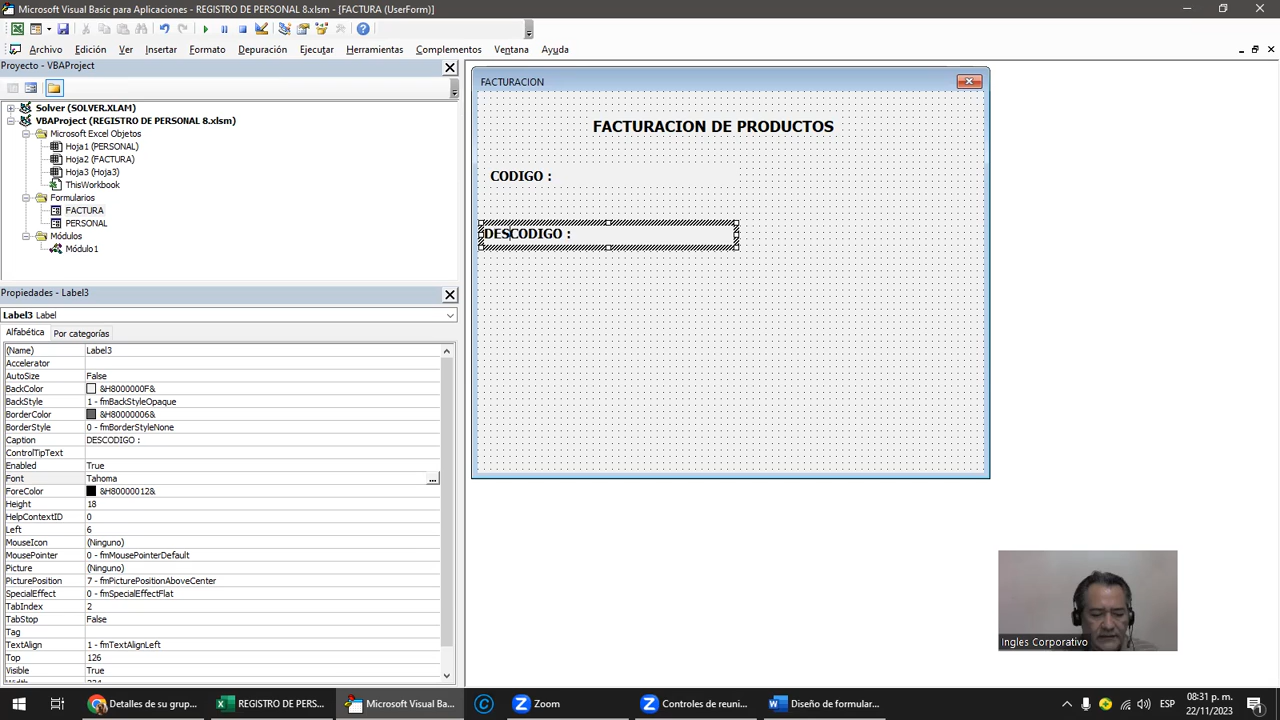 Microsoft Visual Basic para Aplicaciones - REGISTRO DE PERSONAL 8.xlsm - [FACTURA (UserForm)]
Archivo Edición Ver Insertar Formato Depuración Ejecutar Herramientas Complementos Ventana Ayuda
Proyecto - VBAProject
Solver (SOLVER.XLAM)
VBAProject (REGISTRO DE PERSONAL 8.xlsm)
Microsoft Excel Objetos
Hoja1 (PERSONAL)
Hoja2 (FACTURA)
Hoja3 (Hoja3)
ThisWorkbook
Formularios
FACTURA
PERSONAL
Módulos
Módulo1
Propiedades - Label3
Label3 Label
Alfabética Por categorías
(Name) Label3
Accelerator
AutoSize False
BackColor &H8000000F&
BackStyle 1 - fmBackStyleOpaque
BorderColor &H80000006&
BorderStyle 0 - fmBorderStyleNone
Caption DESCODIGO :
ControlTipText
Enabled True
Font Tahoma ...
ForeColor &H80000012&
Height 18
HelpContextID 0
Left 6
MouseIcon (Ninguno)
MousePointer 0 - fmMousePointerDefault
Picture (Ninguno)
PicturePosition 7 - fmPicturePositionAboveCenter
SpecialEffect 0 - fmSpecialEffectFlat
TabIndex 2
TabStop False
Tag
TextAlign 1 - fmTextAlignLeft
Top 126
Visible True
FACTURACION
FACTURACION DE PRODUCTOS
CODIGO :
DESCODIGO :
Ingles Corporativo
Detalles de su grup... REGISTRO DE PERS... Microsoft Visual Ba... Zoom Controles de reuni... Diseño de formular... ESP 08:31 p. m.
22/11/2023